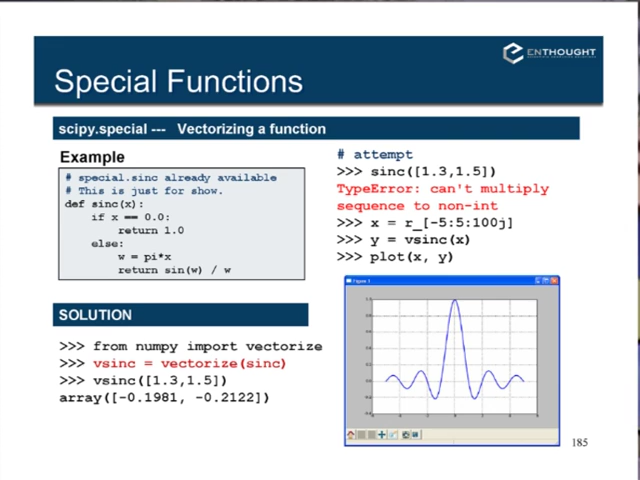 ENTHOUGHT
Special Functions
scipy.special --- Vectorizing a function
Example
# special.sinc already available
# This is just for show.
def sinc(x):
if x == 0.0:
return 1.0
else:
w = pi*x
return sin(w) / w
SOLUTION
>>> from numpy import vectorize
>>> vsinc = vectorize(sinc)
>>> vsinc([1.3,1.5])
array([-0.1981, -0.2122])
# attempt
>>> sinc([1.3,1.5])
TypeError: can't multiply
sequence to non-int
>>> x = r_[-5:5:100j]
>>> y = vsinc(x)
>>> plot(x, y)
Figure 1
185